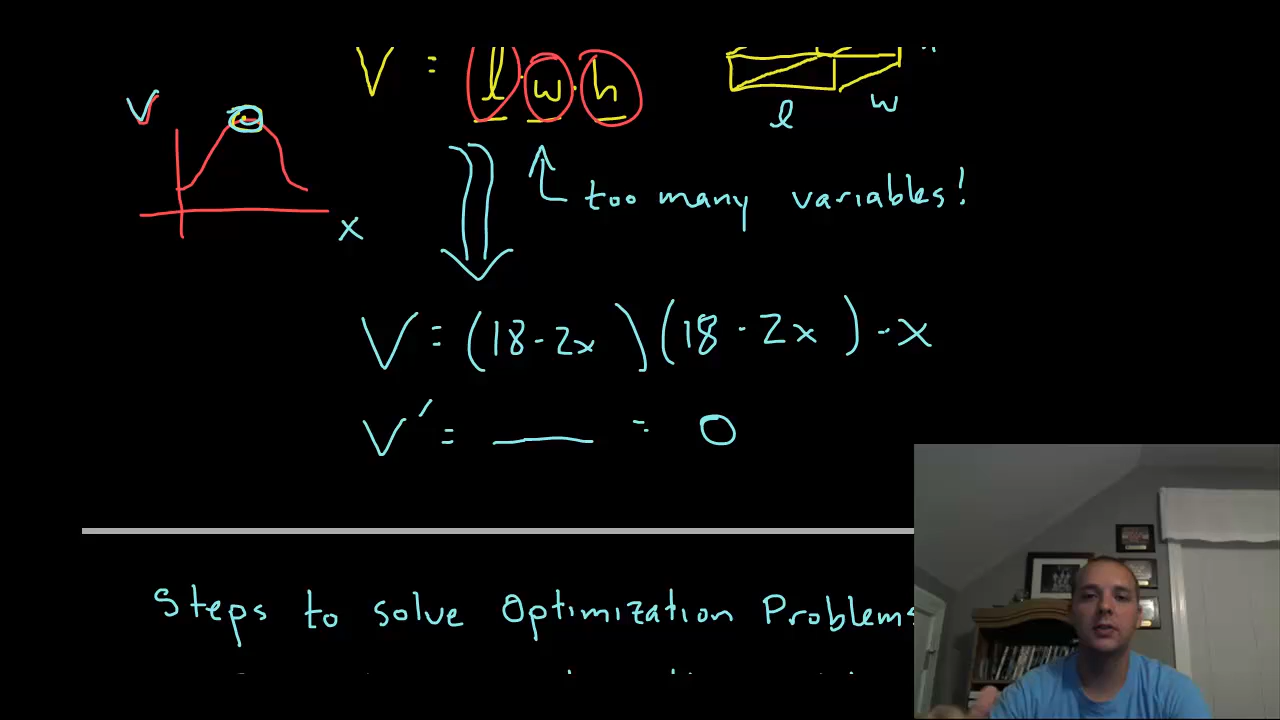 V = l · w · h
l
w
V
x
too many variables!
V = (18 - 2x)(18 - 2x) · x
V' = ___ = 0
Steps to solve Optimization Problems